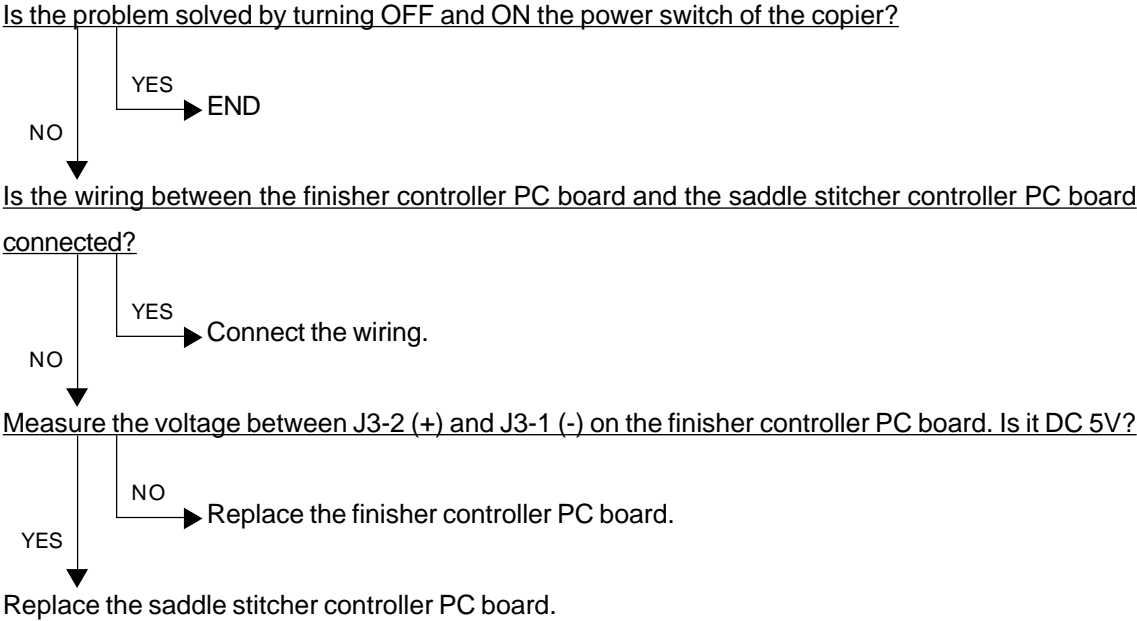 Is the problem solved by turning OFF and ON the power switch of the copier?
YES
END
NO
Is the wiring between the finisher controller PC board and the saddle stitcher controller PC board
connected?
YES
Connect the wiring.
NO
Measure the voltage between J3-2 (+) and J3-1 (-) on the finisher controller PC board. Is it DC 5V?
NO
Replace the finisher controller PC board.
YES
Replace the saddle stitcher controller PC board.